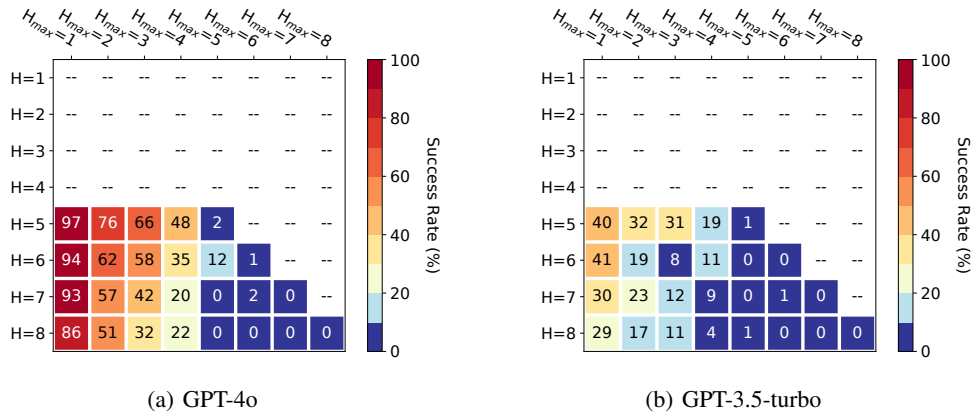 H_max=1 H_max=2 H_max=3 H_max=4 H_max=5 H_max=6 H_max=7 H_max=8
H=1 -- -- -- -- -- -- -- --
H=2 -- -- -- -- -- -- -- --
H=3 -- -- -- -- -- -- -- --
H=4 -- -- -- -- -- -- -- --
H=5 97 76 66 48 2 -- -- --
H=6 94 62 58 35 12 1 -- --
H=7 93 57 42 20 0 2 0 --
H=8 86 51 32 22 0 0 0 0
100
80
60
40
20
0
Success Rate (%)
(a) GPT-4o
H_max=1 H_max=2 H_max=3 H_max=4 H_max=5 H_max=6 H_max=7 H_max=8
H=1 -- -- -- -- -- -- -- --
H=2 -- -- -- -- -- -- -- --
H=3 -- -- -- -- -- -- -- --
H=4 -- -- -- -- -- -- -- --
H=5 40 32 31 19 1 -- -- --
H=6 41 19 8 11 0 0 -- --
H=7 30 23 12 9 0 1 0 --
H=8 29 17 11 4 1 0 0 0
100
80
60
40
20
0
Success Rate (%)
(b) GPT-3.5-turbo